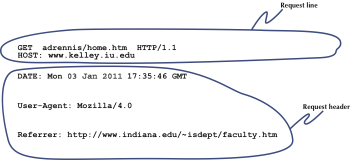 Request line
GET adrennis/home.htm HTTP/1.1
HOST: www.kelley.iu.edu
DATE: Mon 03 Jan 2011 17:35:46 GMT
User-Agent: Mozilla/4.0
Request header
Referrer: http://www.indiana.edu/~isdept/faculty.htm